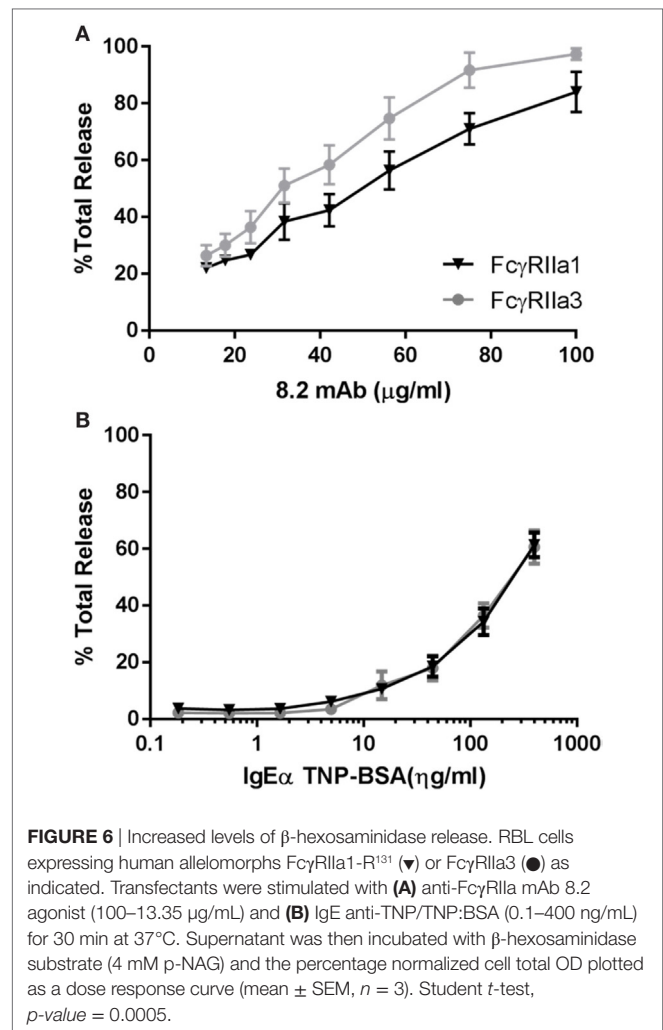 A
100
80
60
40
20
0
%Total Release
FcγRIIa1
FcγRIIa3
0 20 40 60 80 100
8.2 mAb (μg/ml)
B
100
80
60
40
20
0
% Total Release
0.1 1 10 100 1000
IgEα TNP-BSA(ηg/ml)
FIGURE 6 | Increased levels of β-hexosaminidase release. RBL cells
expressing human allelomorphs FcγRIIa1-R¹³¹ (▼) or FcγRIIa3 (●) as
indicated. Transfectants were stimulated with (A) anti-FcγRIIa mAb 8.2
agonist (100–13.35 μg/mL) and (B) IgE anti-TNP/TNP:BSA (0.1–400 ng/mL)
for 30 min at 37°C. Supernatant was then incubated with β-hexosaminidase
substrate (4 mM p-NAG) and the percentage normalized cell total OD plotted
as a dose response curve (mean ± SEM, n = 3). Student t-test,
p-value = 0.0005.